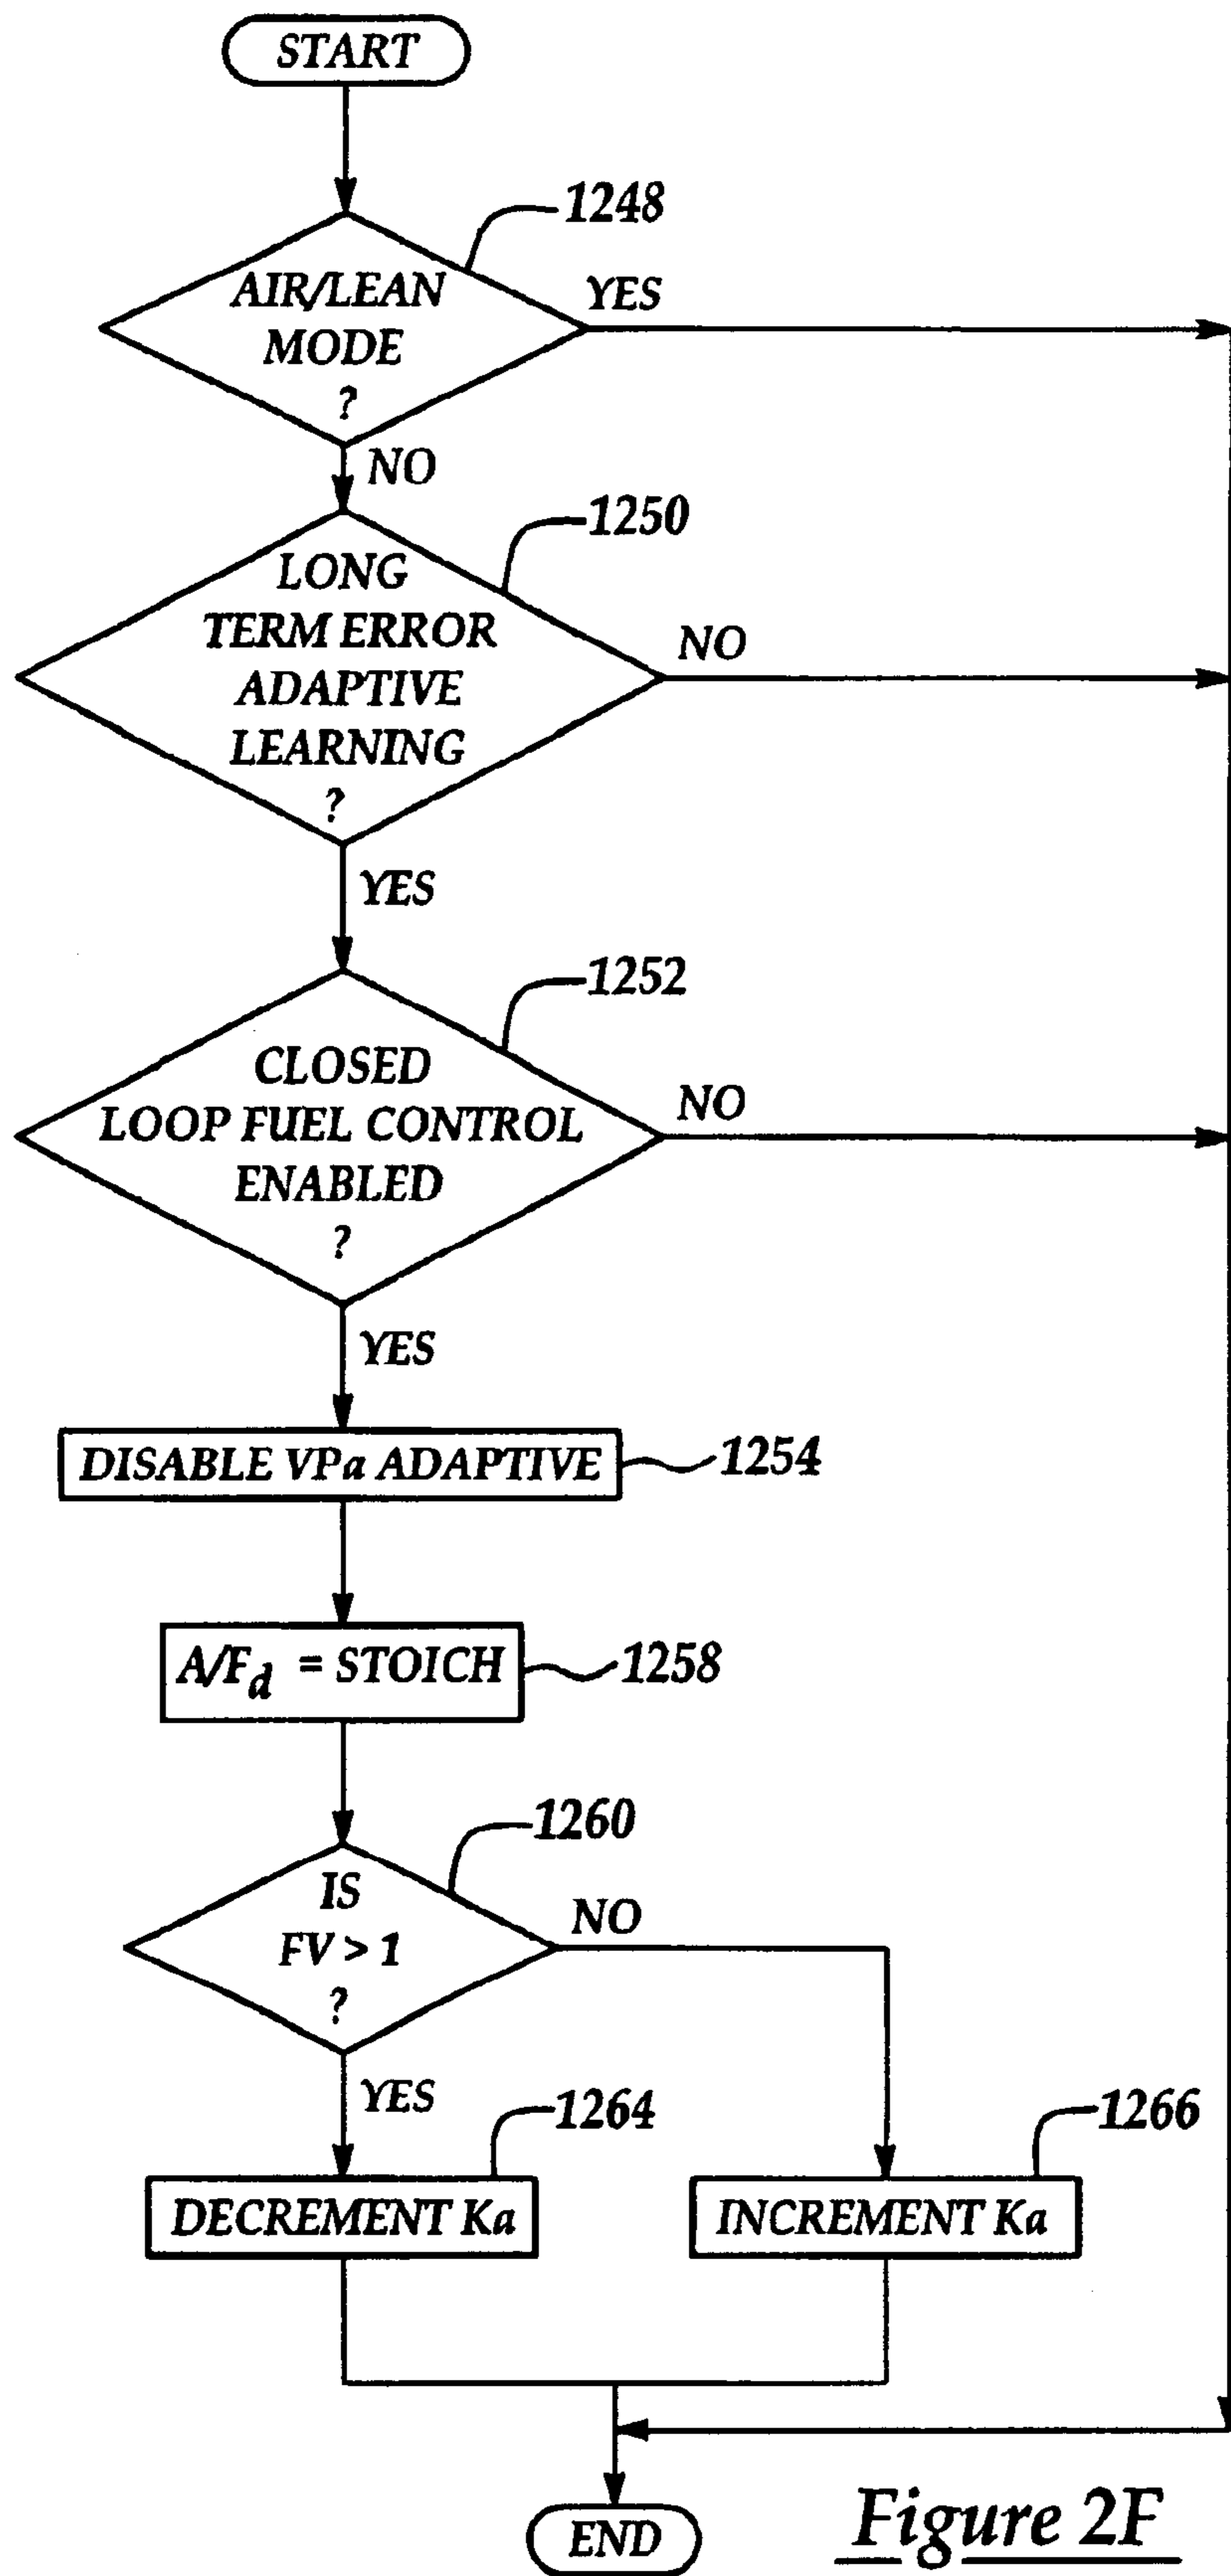 START
1248
AIR/LEAN
MODE
?
YES
NO
1250
LONG
TERM ERROR
ADAPTIVE
LEARNING
?
NO
YES
1252
CLOSED
LOOP FUEL CONTROL
ENABLED
?
NO
YES
DISABLE VPa ADAPTIVE
1254
A/Fd = STOICH
1258
1260
IS
FV > 1
?
NO
YES
1264
1266
DECREMENT Ka
INCREMENT Ka
END
Figure 2F